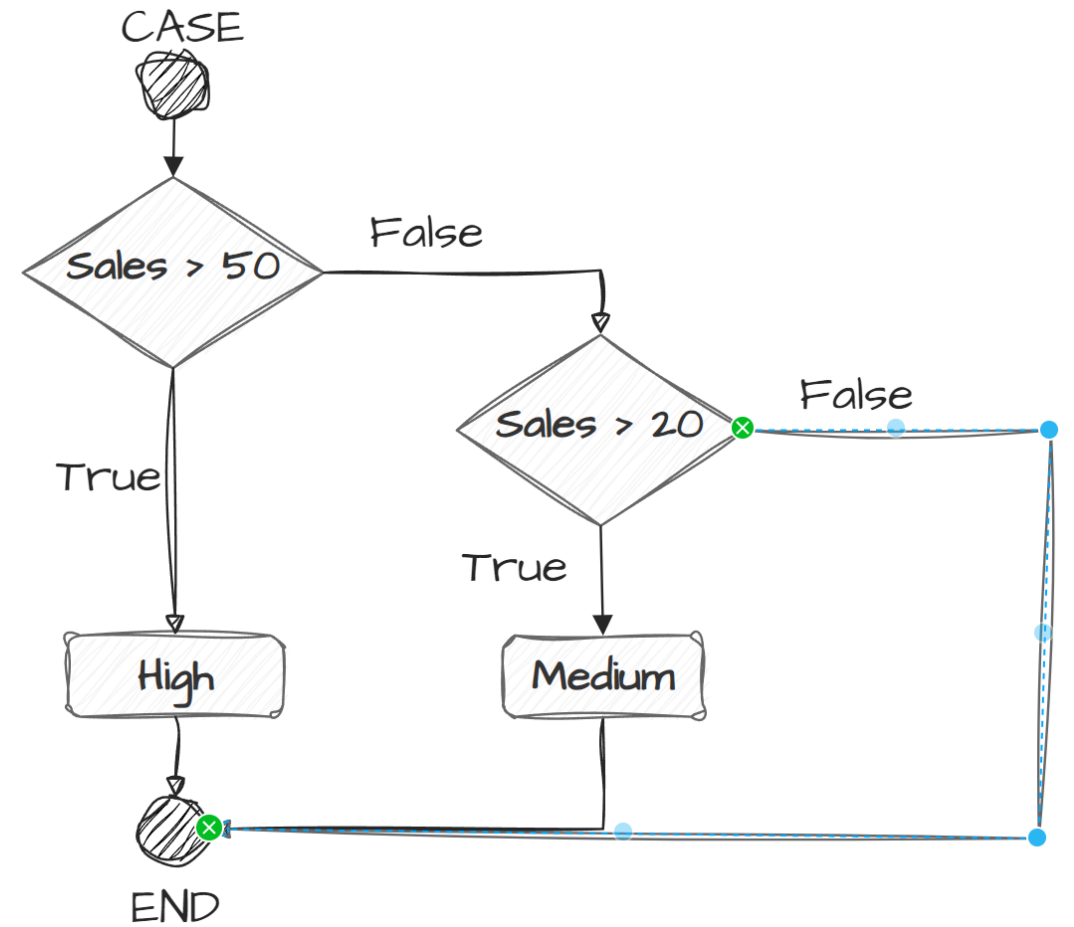 CASE
False
Sales > 50
False
Sales > 20
True
True
High
Medium
END